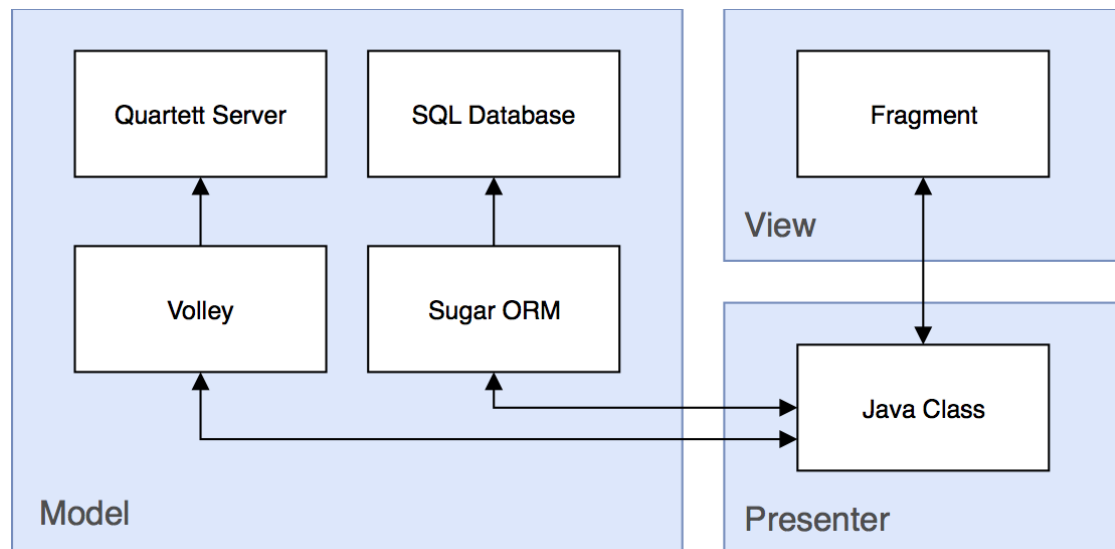 Quartett Server
SQL Database
Fragment
View
Volley
Sugar ORM
Java Class
Model
Presenter